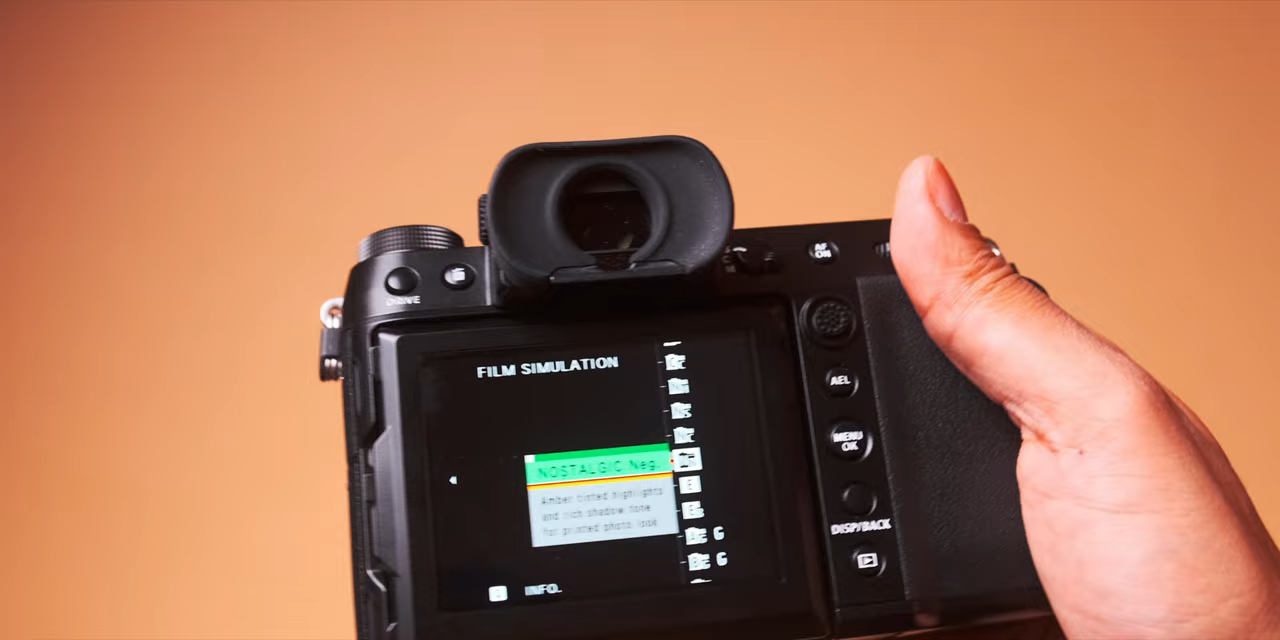 AF
ON
DRIVE
FILM SIMULATION
AEL
MENU
OK
NOSTALGIC Neg.
Amber tinted highlights
and rich shadow tone
for printed photo look
G
G
DISP/BACK
INFO.